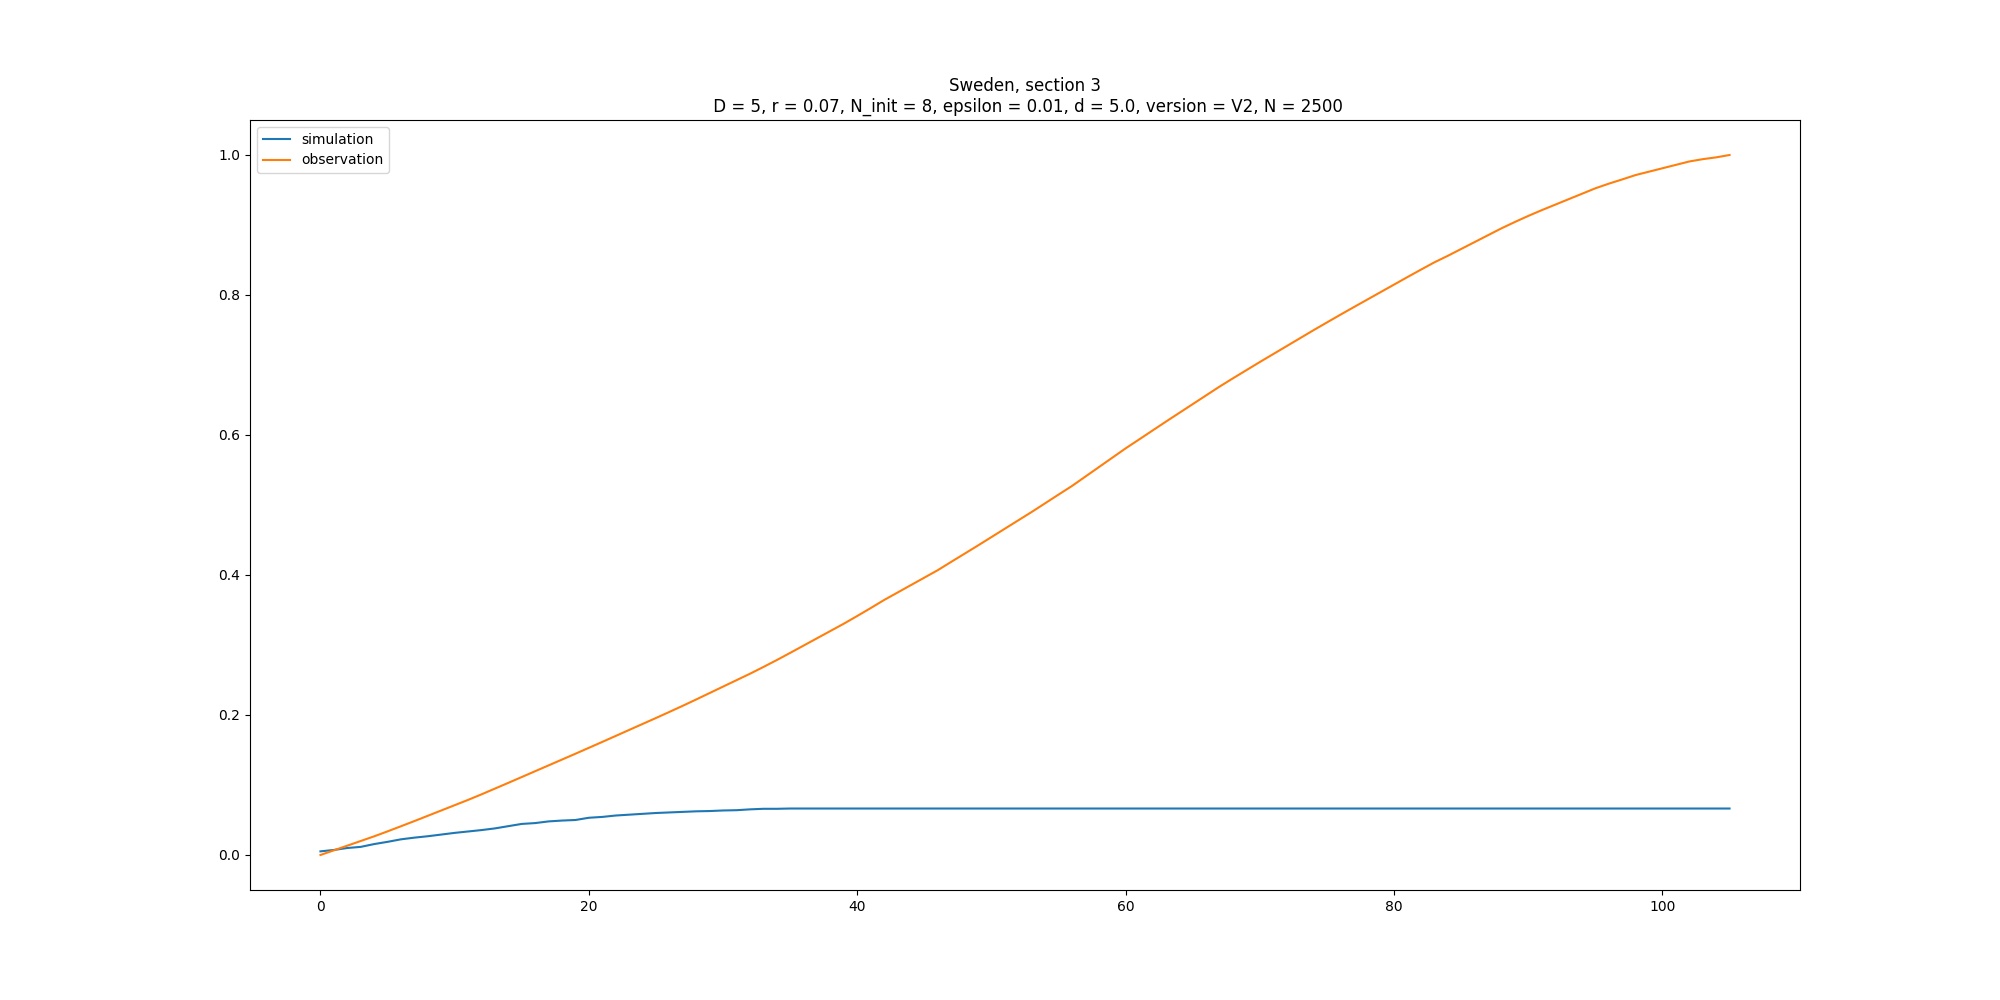 Sweden, section 3
D = 5, r = 0.07, N_init = 8, epsilon = 0.01, d = 5.0, version = V2, N = 2500
simulation
observation
1.0
0.8
0.6
0.4
0.2
0.0
0 20 40 60 80 100